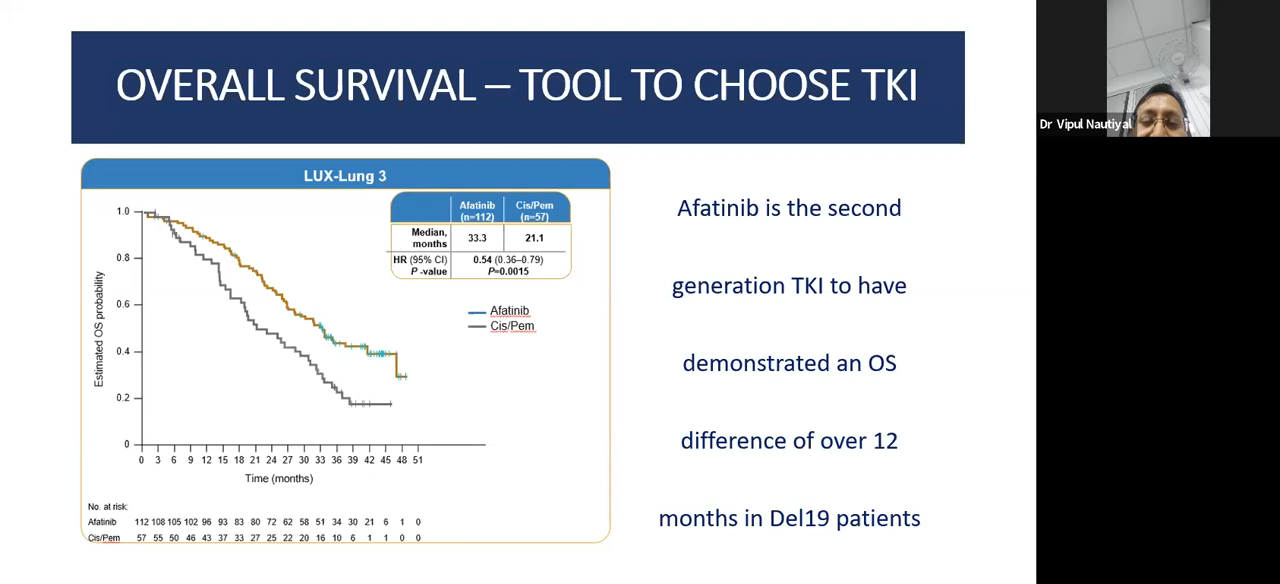 OVERALL SURVIVAL – TOOL TO CHOOSE TKI
Dr Vipul Nautiyal
LUX-Lung 3
Afatinib Cis/Pem
(n=112) (n=57)
Median, months 33.3 21.1
HR (95% CI) 0.54 (0.36–0.79)
P -value P=0.0015
Afatinib
Cis/Pem
Estimated OS probability
1.0
0.8
0.6
0.4
0.2
0
0 3 6 9 12 15 18 21 24 27 30 33 36 39 42 45 48 51
Time (months)
No. at risk:
Afatinib 112 108 105 102 96 93 83 80 72 62 58 51 34 30 21 6 1 0
Cis/Pem 57 55 50 46 43 37 33 27 25 22 20 16 10 6 1 1 0 0
Afatinib is the second
generation TKI to have
demonstrated an OS
difference of over 12
months in Del19 patients